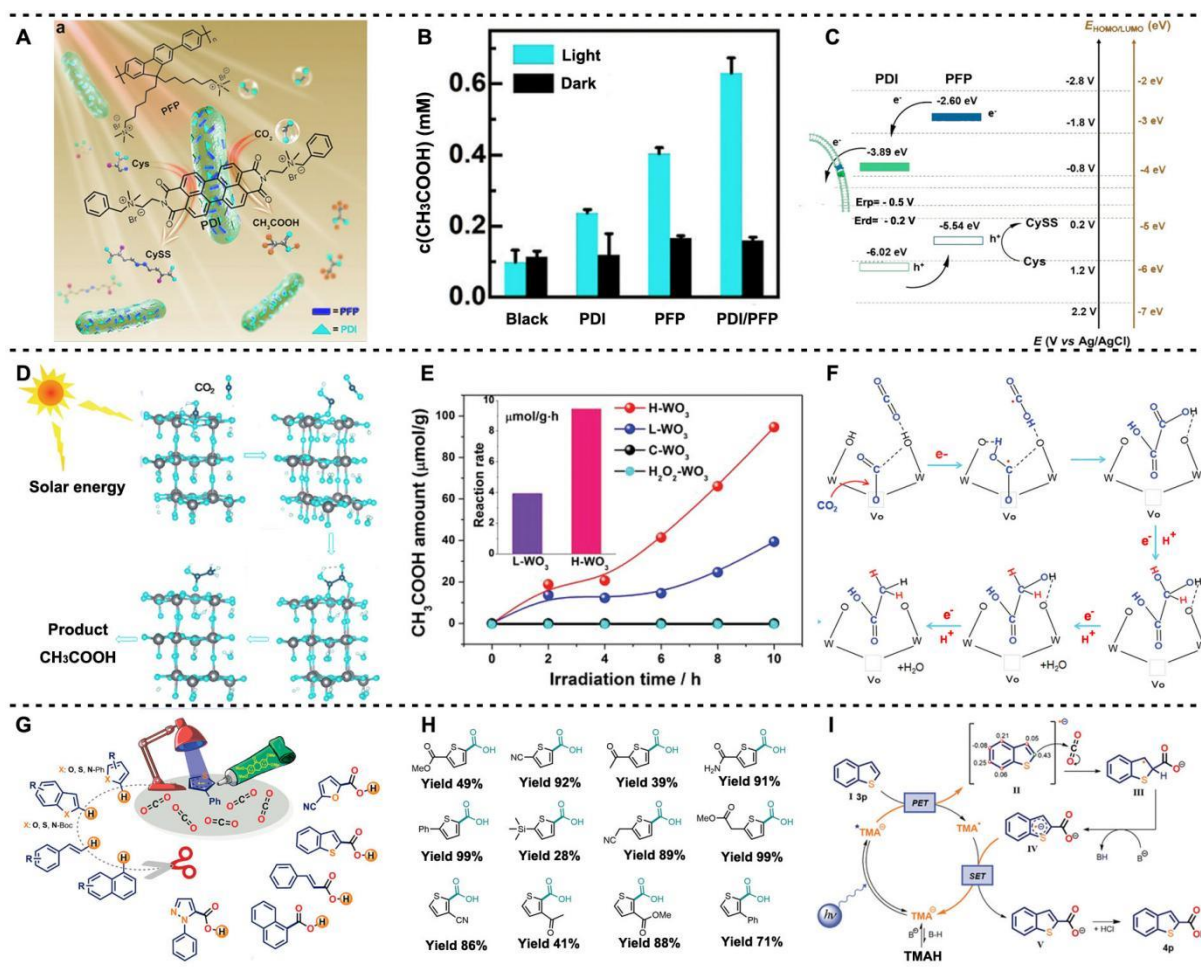 A
a
PFP
Cys
CO₂
PDI
CH₃COOH
CySS
= PFP
= PDI
B
Light
Dark
c(CH₃COOH) (mM)
0.6
0.4
0.2
0.0
Black
PDI
PFP
PDI/PFP
C
E HOMO/LUMO (eV)
PDI
PFP
e⁻
-2.60 eV
e⁻
e⁻
-3.89 eV
Erp= - 0.5 V
Erd= - 0.2 V
-5.54 eV
h⁺
CySS
Cys
-6.02 eV
h⁺
-2.8 V
-1.8 V
-0.8 V
0.2 V
1.2 V
2.2 V
-2 eV
-3 eV
-4 eV
-5 eV
-6 eV
-7 eV
E (V vs Ag/AgCl)
D
CO₂
Solar energy
Product
CH₃COOH
E
CH₃COOH amount (μmol/g)
100
80
60
40
20
0
0
2
4
6
8
10
Irradiation time / h
μmol/g·h
Reaction rate
10
8
6
4
2
0
L-WO₃
H-WO₃
H-WO₃
L-WO₃
C-WO₃
H₂O₂-WO₃
F
CO₂
Vo
e-
Vo
e⁻ H⁺
Vo
+H₂O
e⁻
H⁺
Vo
+H₂O
e⁻
H⁺
Vo
G
X: O, S, N-Ph
X: O, S, N-Boc
H
Yield 49%
Yield 92%
Yield 39%
Yield 91%
Yield 99%
Yield 28%
Yield 89%
Yield 99%
Yield 86%
Yield 41%
Yield 88%
Yield 71%
I
I 3p
PET
II
0.21
0.05
-0.08
0.25
0.06
0.43
III
TMA
TMA
IV
BH
B
SET
hν
TMA
B
B-H
TMAH
V
+ HCl
4p